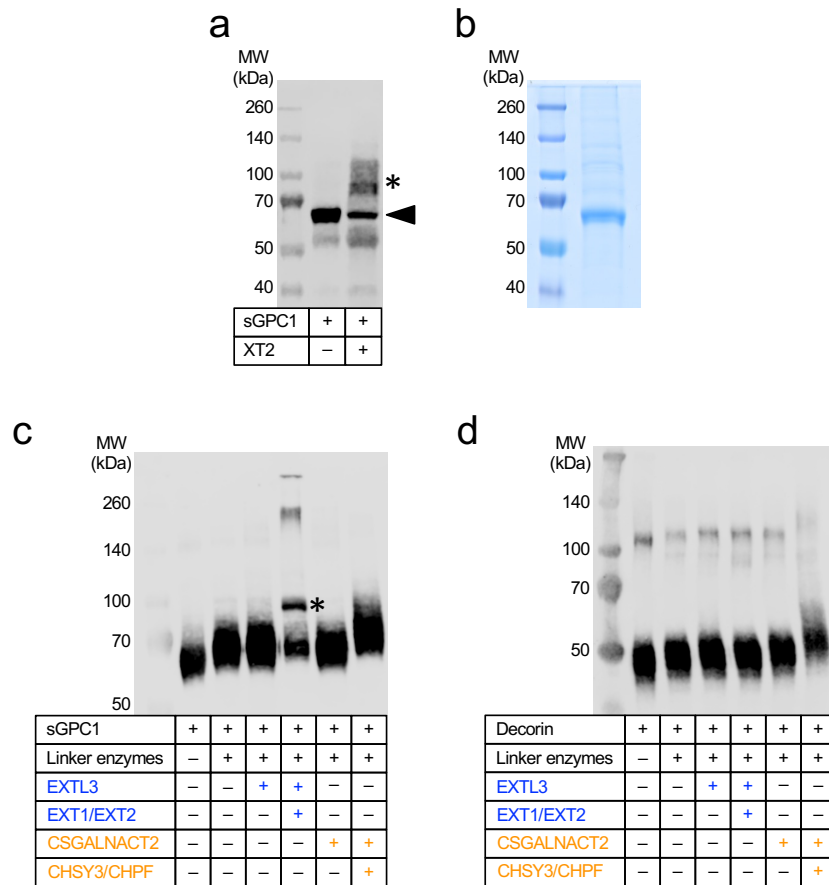 a
MW
(kDa)
260
140
100
70
50
40
*
sGPC1 + +
XT2 – +
b
MW
(kDa)
260
140
100
70
50
40
c
MW
(kDa)
260
140
100
70
50
*
sGPC1 + + + + + +
Linker enzymes – + + + + +
EXTL3 – – + + – –
EXT1/EXT2 – – – + – –
CSGALNACT2 – – – – + +
CHSY3/CHPF – – – – – +
d
MW
(kDa)
140
100
70
50
Decorin + + + + + +
Linker enzymes – + + + + +
EXTL3 – – + + – –
EXT1/EXT2 – – – + – –
CSGALNACT2 – – – – + +
CHSY3/CHPF – – – – – +